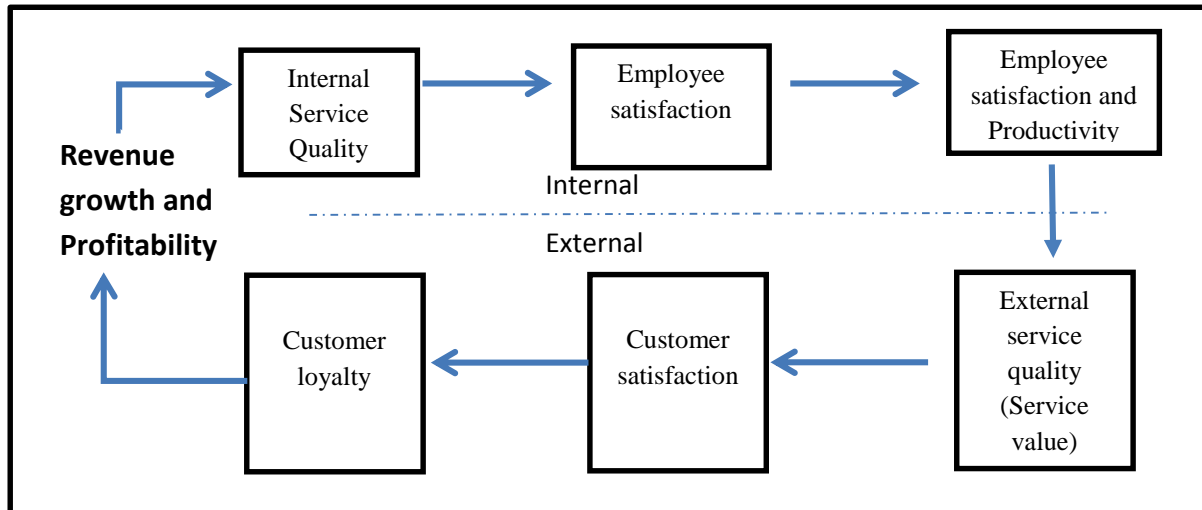 Internal
Service
Quality
Employee
satisfaction
Employee
satisfaction and
Productivity
Revenue
growth and
Profitability
Internal
External
Customer
loyalty
Customer
satisfaction
External
service
quality
(Service
value)